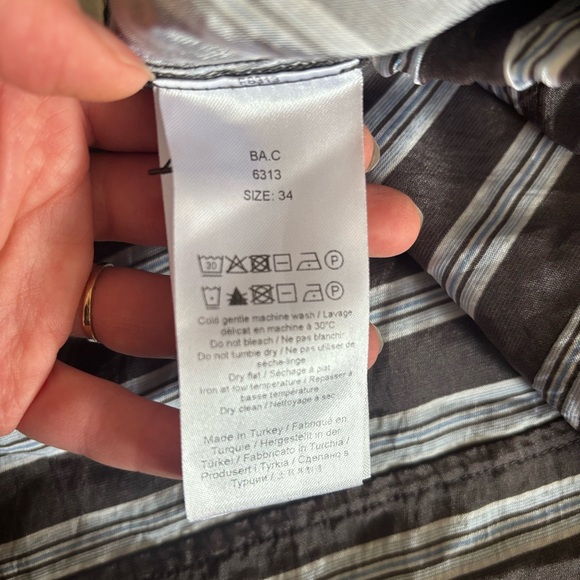 BA.C
6313
SIZE: 34
30
P
P
Cold gentle machine wash / Lavage
délicat en machine à 30°C
Do not bleach / Ne pas blanchir
Do not tumble dry / Ne pas utiliser de
sèche-linge
Dry flat / Séchage à plat
Iron at low temperature / Repasser à
basse température
Dry clean / Nettoyage à sec
Made in Turkey / Fabriqué en
Turquie / Hergestellt in der
Türkei / Fabbricato in Turchia /
Produsert i Tyrkia / Сделано в
Турции /